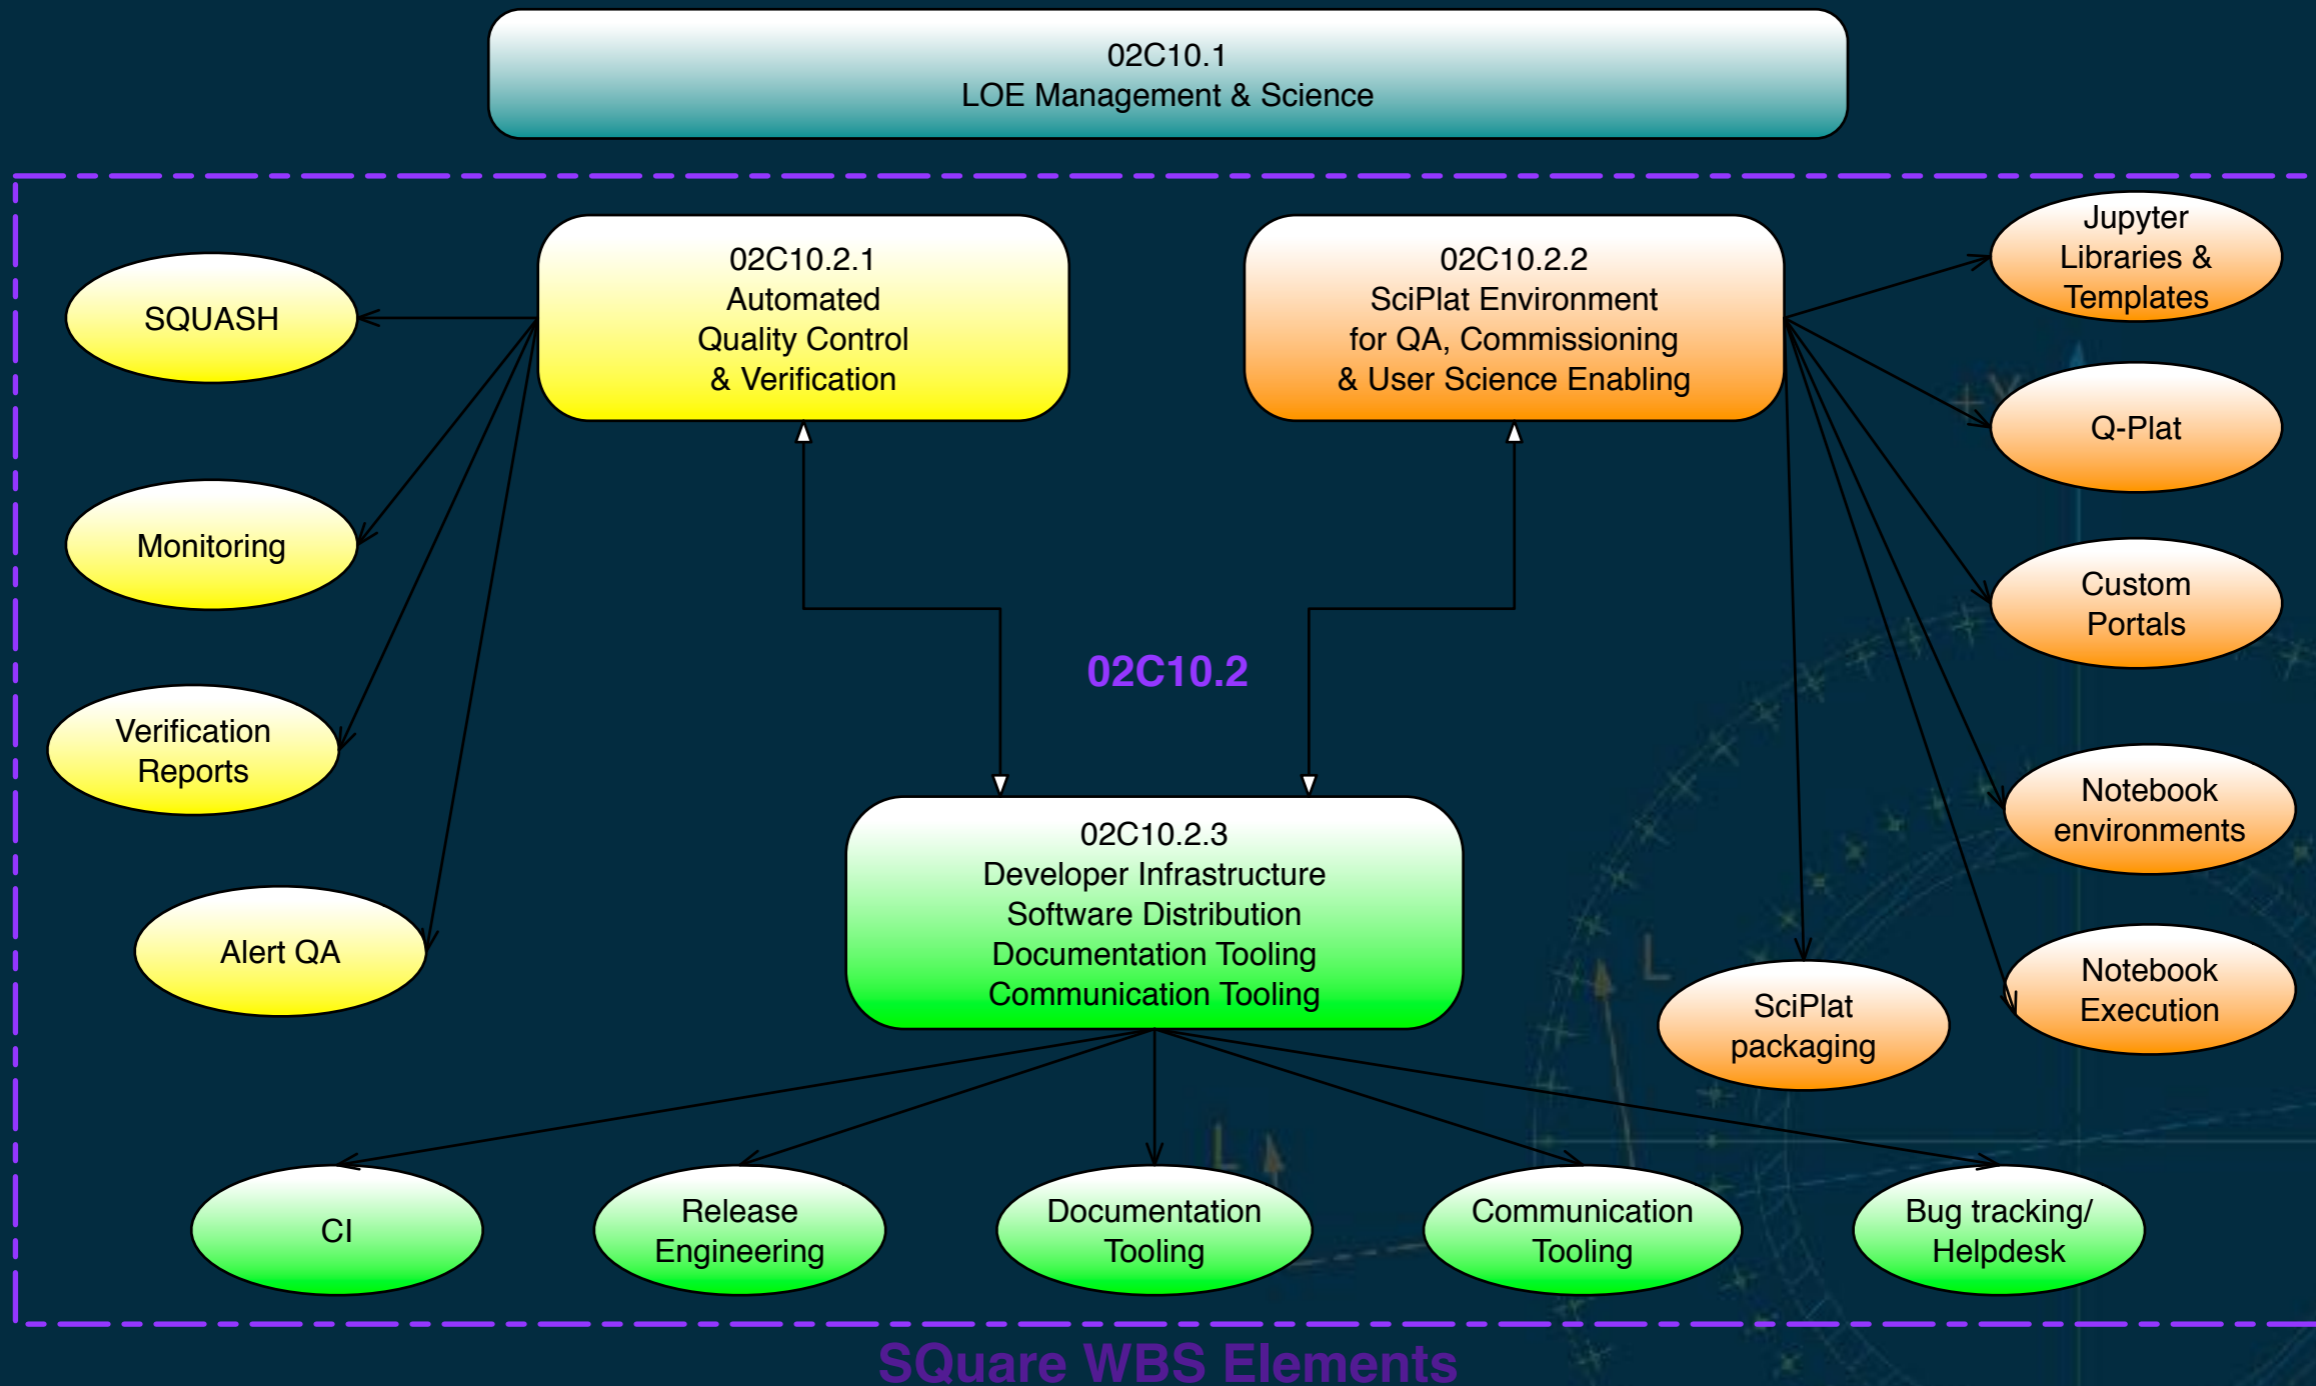 02C10.1
LOE Management & Science
02C10.2.1
Automated
Quality Control
& Verification
02C10.2.2
SciPlat Environment
for QA, Commissioning
& User Science Enabling
SQUASH
Monitoring
Verification
Reports
Alert QA
Jupyter
Libraries &
Templates
Q-Plat
Custom
Portals
Notebook
environments
Notebook
Execution
SciPlat
packaging
02C10.2
02C10.2.3
Developer Infrastructure
Software Distribution
Documentation Tooling
Communication Tooling
CI
Release
Engineering
Documentation
Tooling
Communication
Tooling
Bug tracking/
Helpdesk
L
L
SQuare WBS Elements